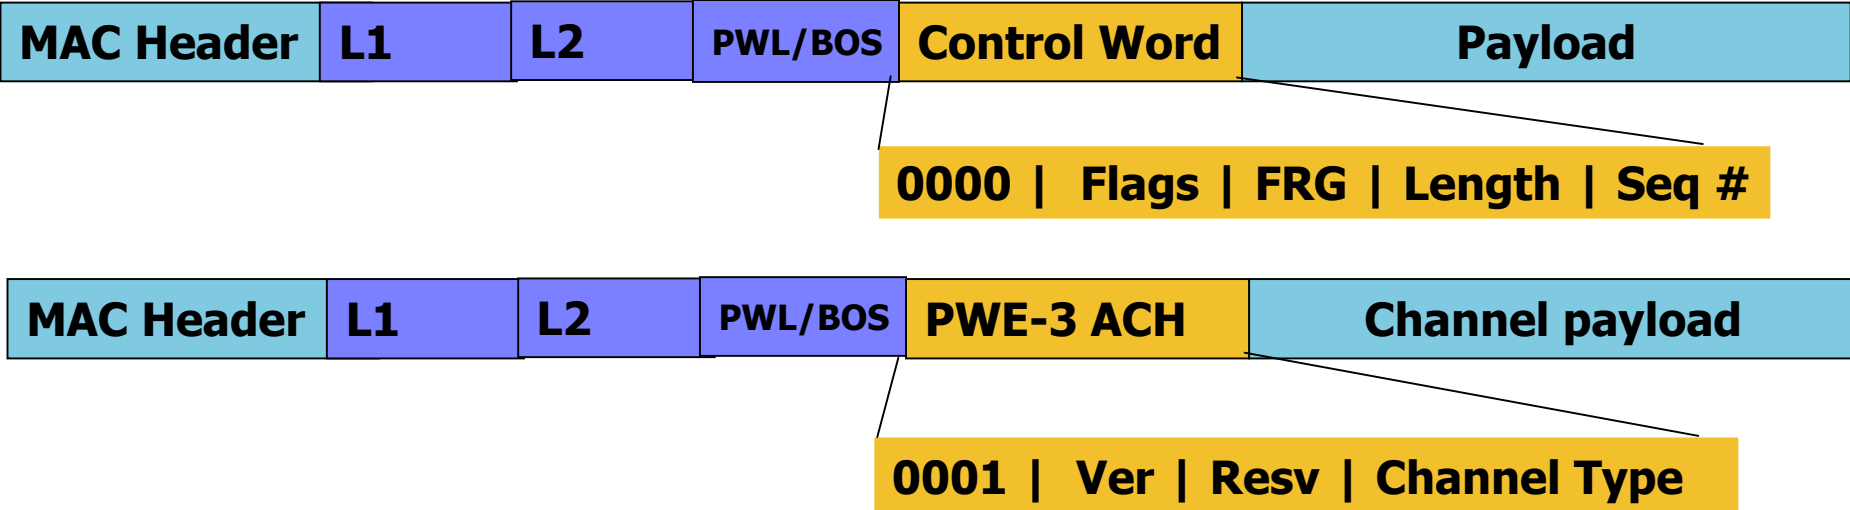 MAC Header L1 L2 PWL/BOS Control Word Payload
0000 | Flags | FRG | Length | Seq #
MAC Header L1 L2 PWL/BOS PWE-3 ACH Channel payload
0001 | Ver | Resv | Channel Type